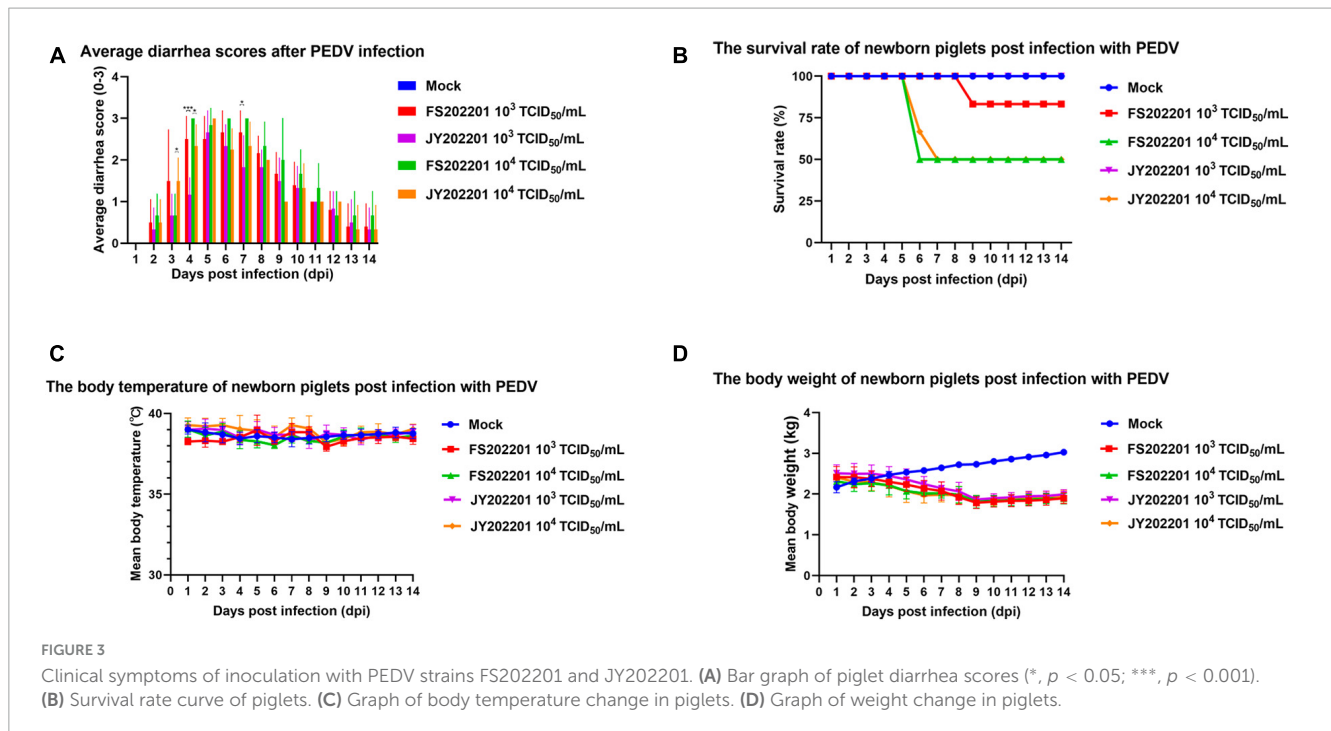 A
Average diarrhea scores after PEDV infection
Average diarrhea score (0-3)
4
3
2
1
0
*
***
*
*
1 2 3 4 5 6 7 8 9 10 11 12 13 14
Days post infection (dpi)
Mock
FS202201 10³ TCID₅₀/mL
JY202201 10³ TCID₅₀/mL
FS202201 10⁴ TCID₅₀/mL
JY202201 10⁴ TCID₅₀/mL
B
The survival rate of newborn piglets post infection with PEDV
Survival rate (%)
100
75
50
25
0
1 2 3 4 5 6 7 8 9 10 11 12 13 14
Days post infection (dpi)
Mock
FS202201 10³ TCID₅₀/mL
FS202201 10⁴ TCID₅₀/mL
JY202201 10³ TCID₅₀/mL
JY202201 10⁴ TCID₅₀/mL
C
The body temperature of newborn piglets post infection with PEDV
Mean body temperature (℃)
40
35
30
0 1 2 3 4 5 6 7 8 9 10 11 12 13 14
Days post infection (dpi)
Mock
FS202201 10³ TCID₅₀/mL
FS202201 10⁴ TCID₅₀/mL
JY202201 10³ TCID₅₀/mL
JY202201 10⁴ TCID₅₀/mL
D
The body weight of newborn piglets post infection with PEDV
Mean body weight (kg)
4
3
2
1
0
0 1 2 3 4 5 6 7 8 9 10 11 12 13 14
Days post infection (dpi)
Mock
FS202201 10³ TCID₅₀/mL
FS202201 10⁴ TCID₅₀/mL
JY202201 10³ TCID₅₀/mL
JY202201 10⁴ TCID₅₀/mL
FIGURE 3
Clinical symptoms of inoculation with PEDV strains FS202201 and JY202201. (A) Bar graph of piglet diarrhea scores (*, p < 0.05; ***, p < 0.001).
(B) Survival rate curve of piglets. (C) Graph of body temperature change in piglets. (D) Graph of weight change in piglets.